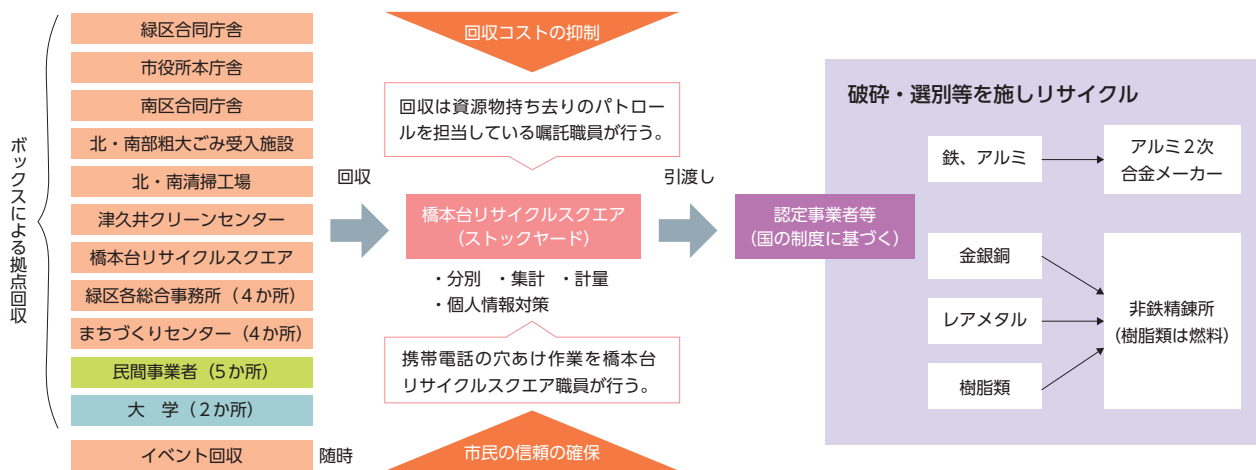 ボックスによる拠点回収
緑区合同庁舎
市役所本庁舎
南区合同庁舎
北・南部粗大ごみ受入施設
北・南清掃工場
津久井クリーンセンター
橋本台リサイクルスクエア
緑区各総合事務所（４か所）
まちづくりセンター（４か所）
民間事業者（5か所）
大　学（２か所）
イベント回収
随時
回収
回収コストの抑制
回収は資源物持ち去りのパトロー
ルを担当している嘱託職員が行う。
橋本台リサイクルスクエア
（ストックヤード）
・分別　・集計　・計量
・個人情報対策
携帯電話の穴あけ作業を橋本台
リサイクルスクエア職員が行う。
市民の信頼の確保
引渡し
認定事業者等
（国の制度に基づく）
破砕・選別等を施しリサイクル
鉄、アルミ
アルミ２次
合金メーカー
金銀銅
レアメタル
樹脂類
非鉄精錬所
（樹脂類は燃料）